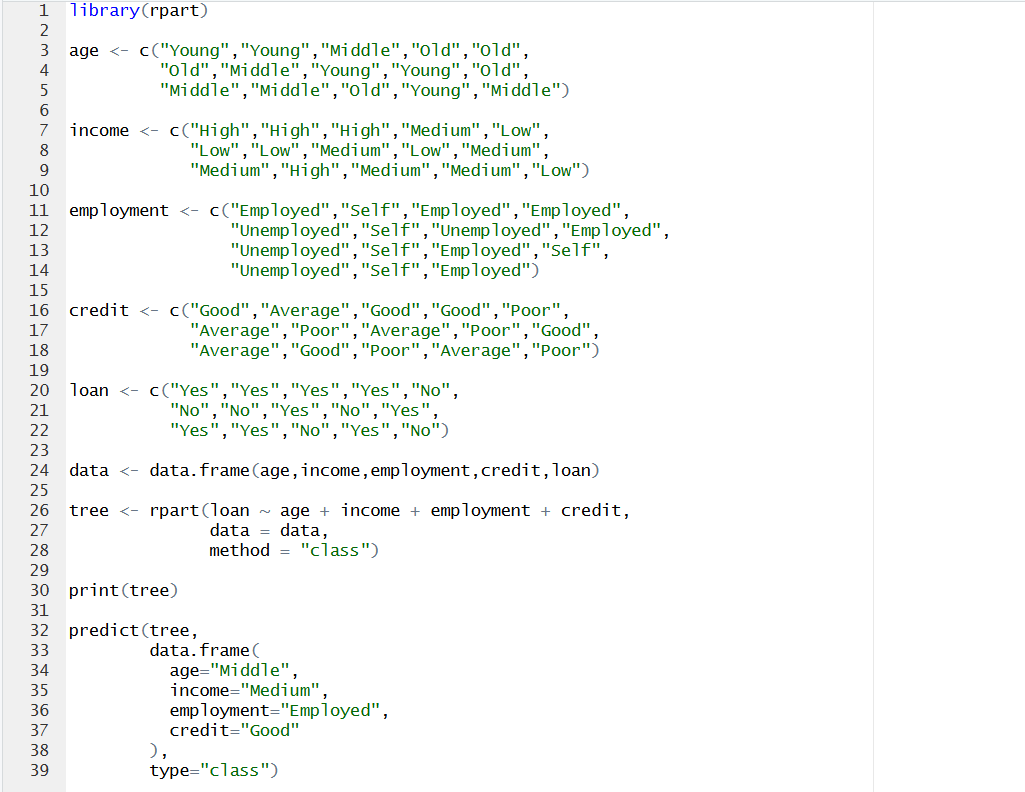 1 library(rpart)
2
3 age <- c("Young","Young","Middle","Old","Old",
4          "Old","Middle","Young","Young","Old",
5          "Middle","Middle","Old","Young","Middle")
6
7 income <- c("High","High","High","Medium","Low",
8             "Low","Low","Medium","Low","Medium",
9             "Medium","High","Medium","Medium","Low")
10
11 employment <- c("Employed","Self","Employed","Employed",
12                 "Unemployed","Self","Unemployed","Employed",
13                 "Unemployed","Self","Employed","Self",
14                 "Unemployed","Self","Employed")
15
16 credit <- c("Good","Average","Good","Good","Poor",
17             "Average","Poor","Average","Poor","Good",
18             "Average","Good","Poor","Average","Poor")
19
20 loan <- c("Yes","Yes","Yes","Yes","No",
21           "No","No","Yes","No","Yes",
22           "Yes","Yes","No","Yes","No")
23
24 data <- data.frame(age,income,employment,credit,loan)
25
26 tree <- rpart(loan ~ age + income + employment + credit,
27               data = data,
28               method = "class")
29
30 print(tree)
31
32 predict(tree,
33         data.frame(
34           age="Middle",
35           income="Medium",
36           employment="Employed",
37           credit="Good"
38         ),
39         type="class")